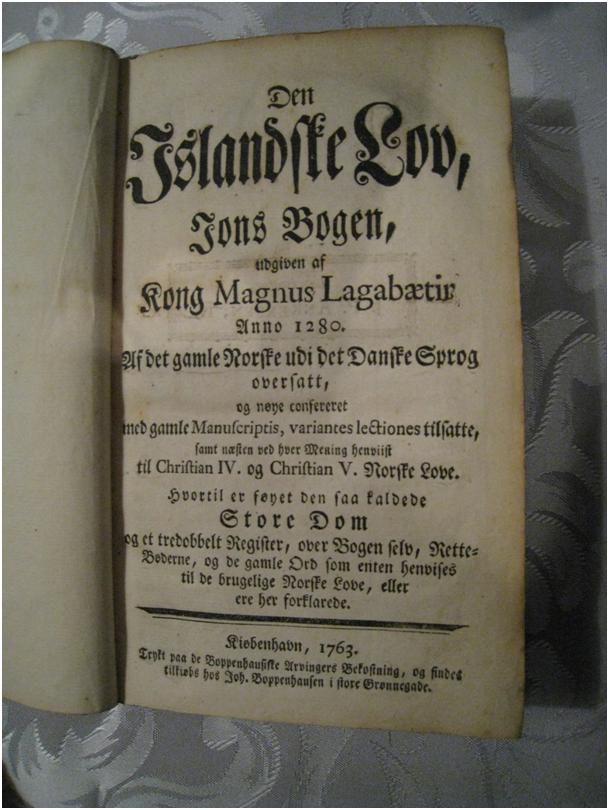 Den
Islandſke Lov,
Jons Bogen,
udgiven af
Kong Magnus Lagabætir
Anno 1280.
Af det gamle Norſke udi det Danſke Sprog
overſatt,
og nøye confereret
med gamle Manuſcriptis, variantes lectiones tilſatte,
ſamt næſten ved hver Mening henviiſt
til Chriſtian IV. og Chriſtian V. Norſke Love.
Hvortil er føyet den ſaa kaldede
Store Dom
og et tredobbelt Regiſter, over Bogen ſelv, Rette-
Bøderne, og de gamle Ord ſom enten henviſes
til de brugelige Norſke Love, eller
ere her forklarede.
Kiøbenhavn, 1763.
Trykt paa de Boppenhauſiſke Arvingers Bekoſtning, og findes
tilkiøbs hos Joh. Boppenhauſen i ſtore Grønnegade.